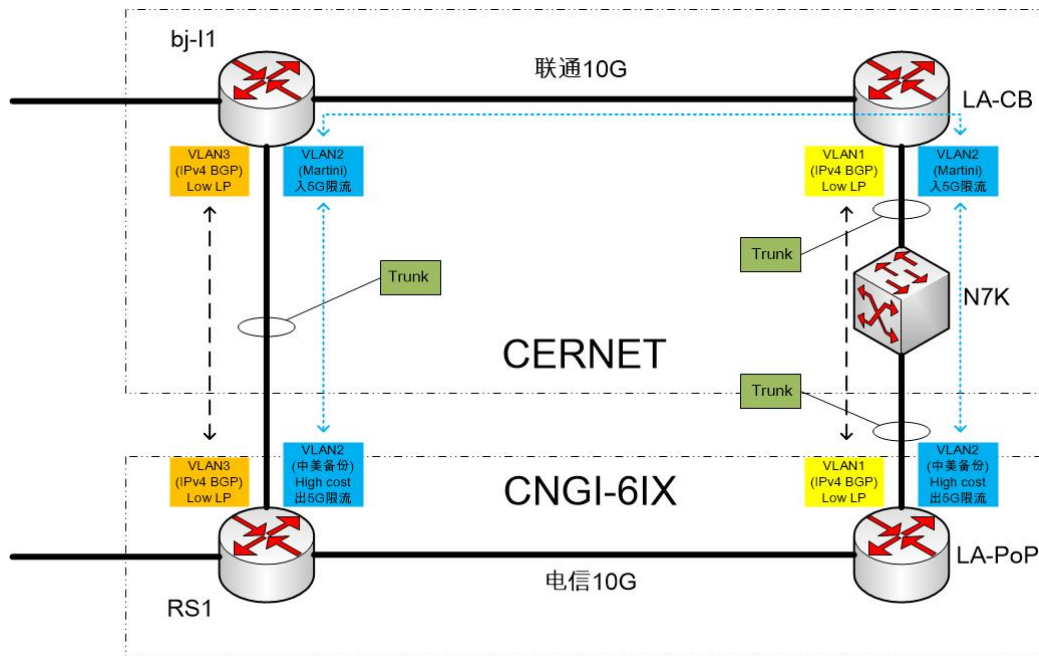 bj-I1
联通10G
LA-CB
VLAN3
(IPv4 BGP)
Low LP
VLAN2
(Martini)
入5G限流
VLAN1
(IPv4 BGP)
Low LP
VLAN2
(Martini)
入5G限流
Trunk
Trunk
N7K
CERNET
Trunk
VLAN3
(IPv4 BGP)
Low LP
VLAN2
(中美备份)
High cost
出5G限流
CNGI-6IX
VLAN1
(IPv4 BGP)
Low LP
VLAN2
(中美备份)
High cost
出5G限流
RS1
电信10G
LA-PoP